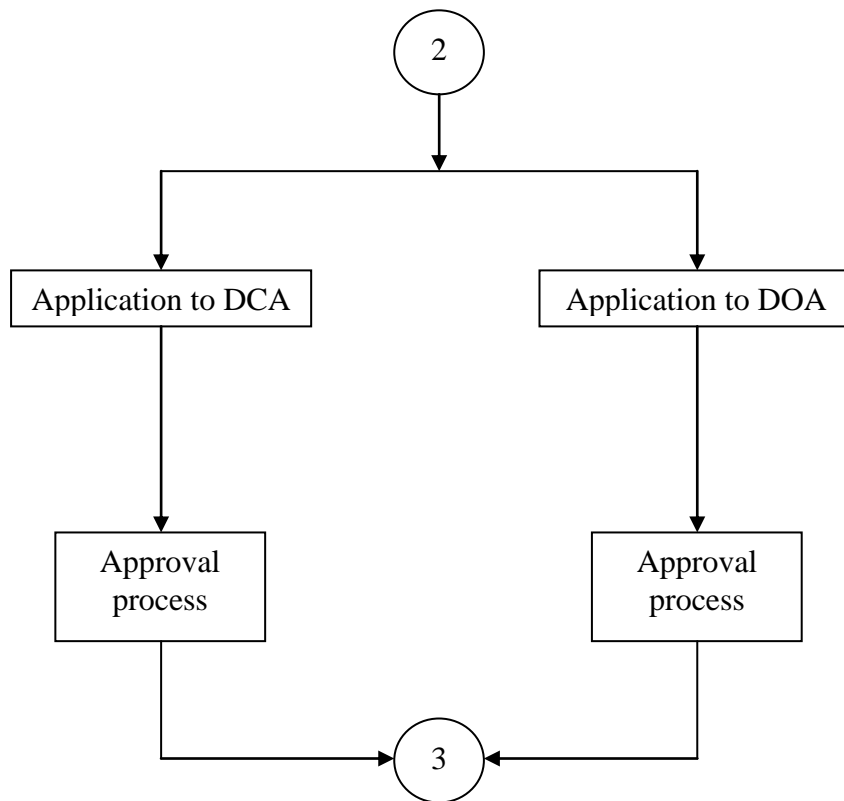 2
Application to DCA
Application to DOA
Approval
process
Approval
process
3